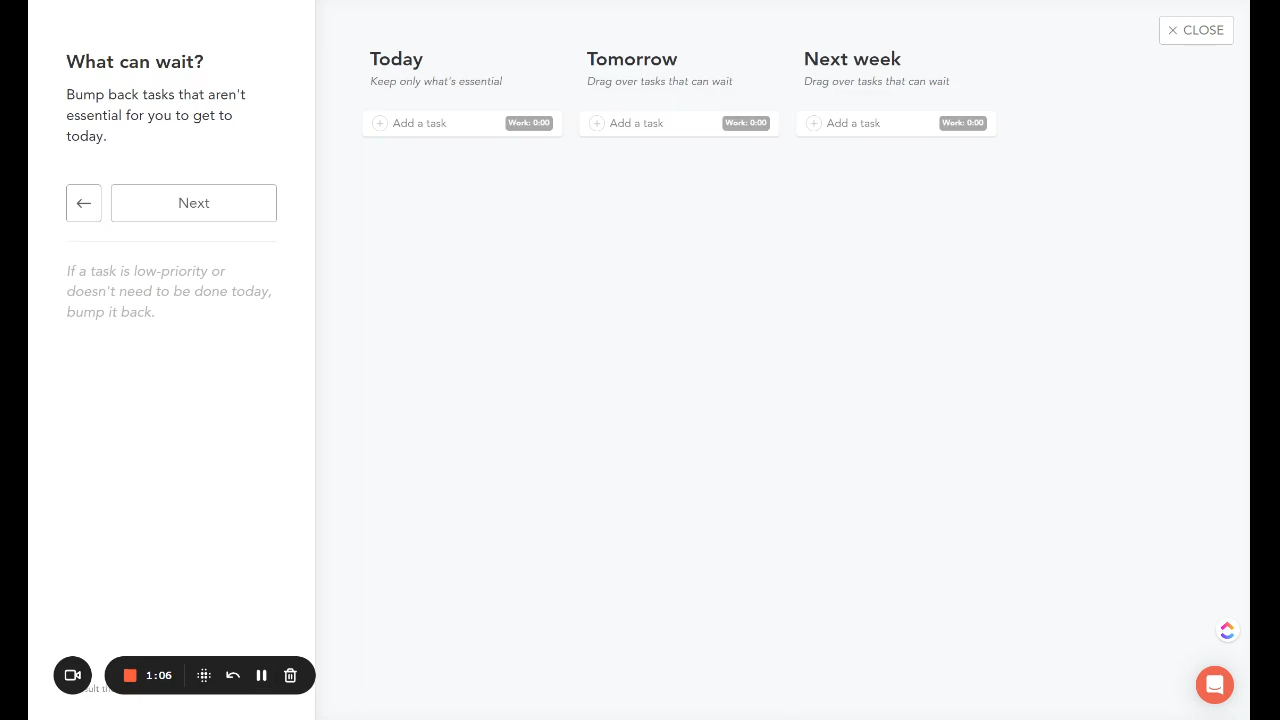 What can wait?
Bump back tasks that aren't
essential for you to get to
today.
Next
If a task is low-priority or
doesn't need to be done today,
bump it back.
1:06
CLOSE
Today
Keep only what's essential
Add a task
Work: 0:00
Tomorrow
Drag over tasks that can wait
Add a task
Work: 0:00
Next week
Drag over tasks that can wait
Add a task
Work: 0:00